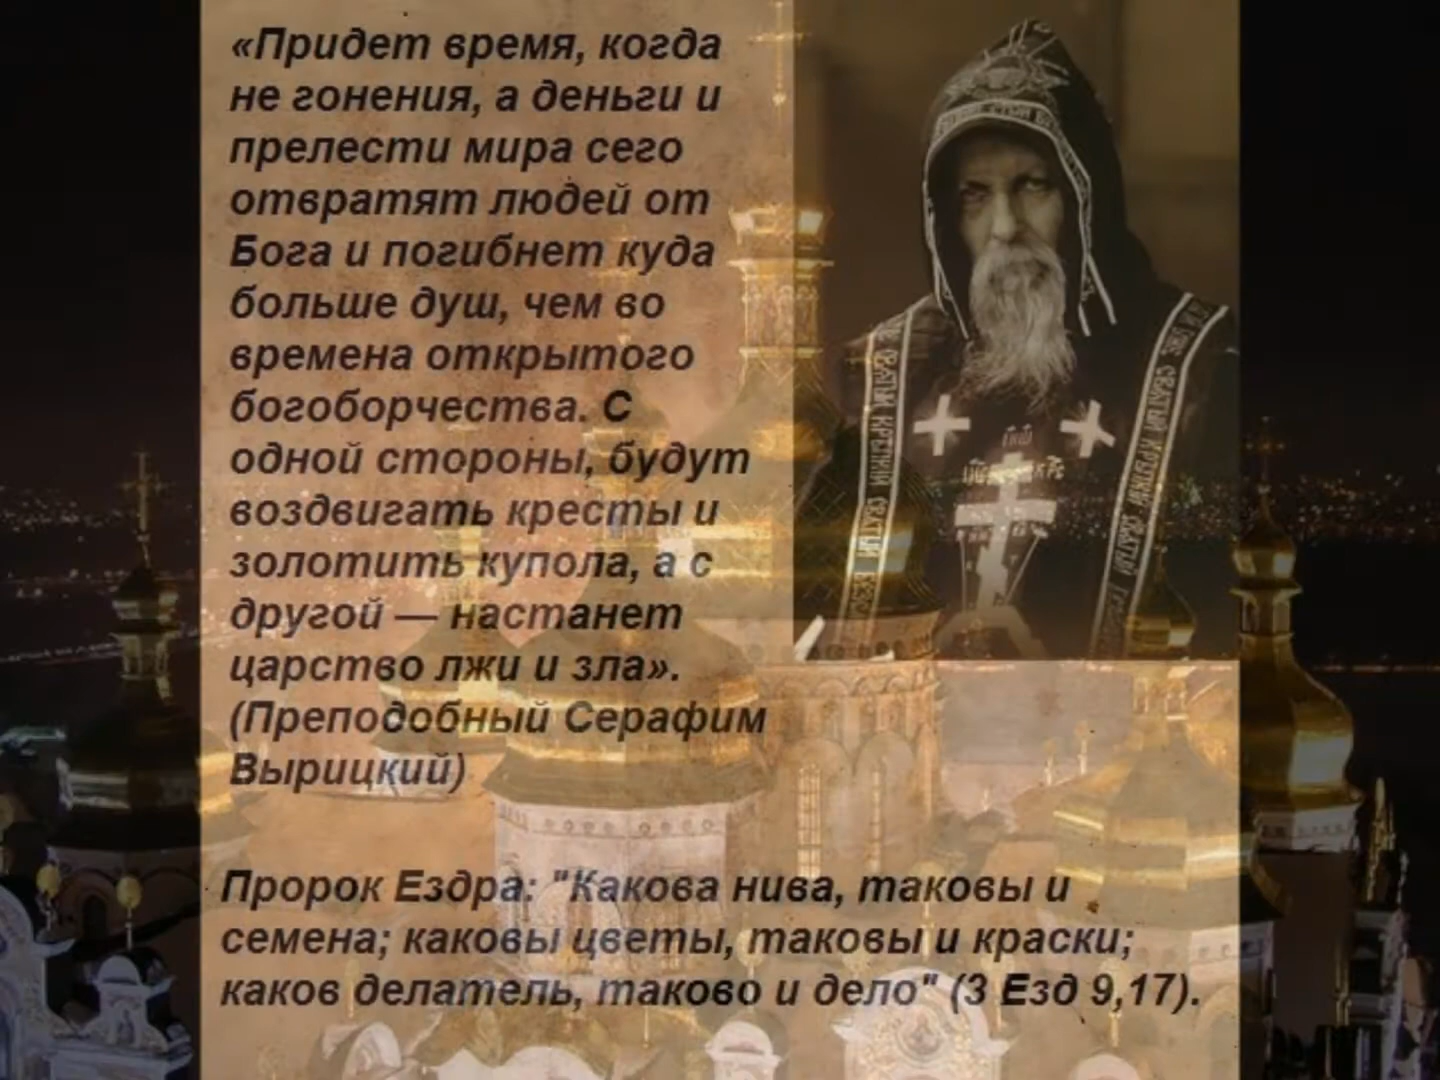 «Придет время, когда
не гонения, а деньги и
прелести мира сего
отвратят людей от
Бога и погибнет куда
больше душ, чем во
времена открытого
богоборчества. С
одной стороны, будут
воздвигать кресты и
золотить купола, а с
другой — настанет
царство лжи и зла».
(Преподобный Серафим
Вырицкий)
Пророк Ездра: "Какова нива, таковы и
семена; каковы цветы, таковы и краски;
каков делатель, таково и дело" (3 Езд 9,17).